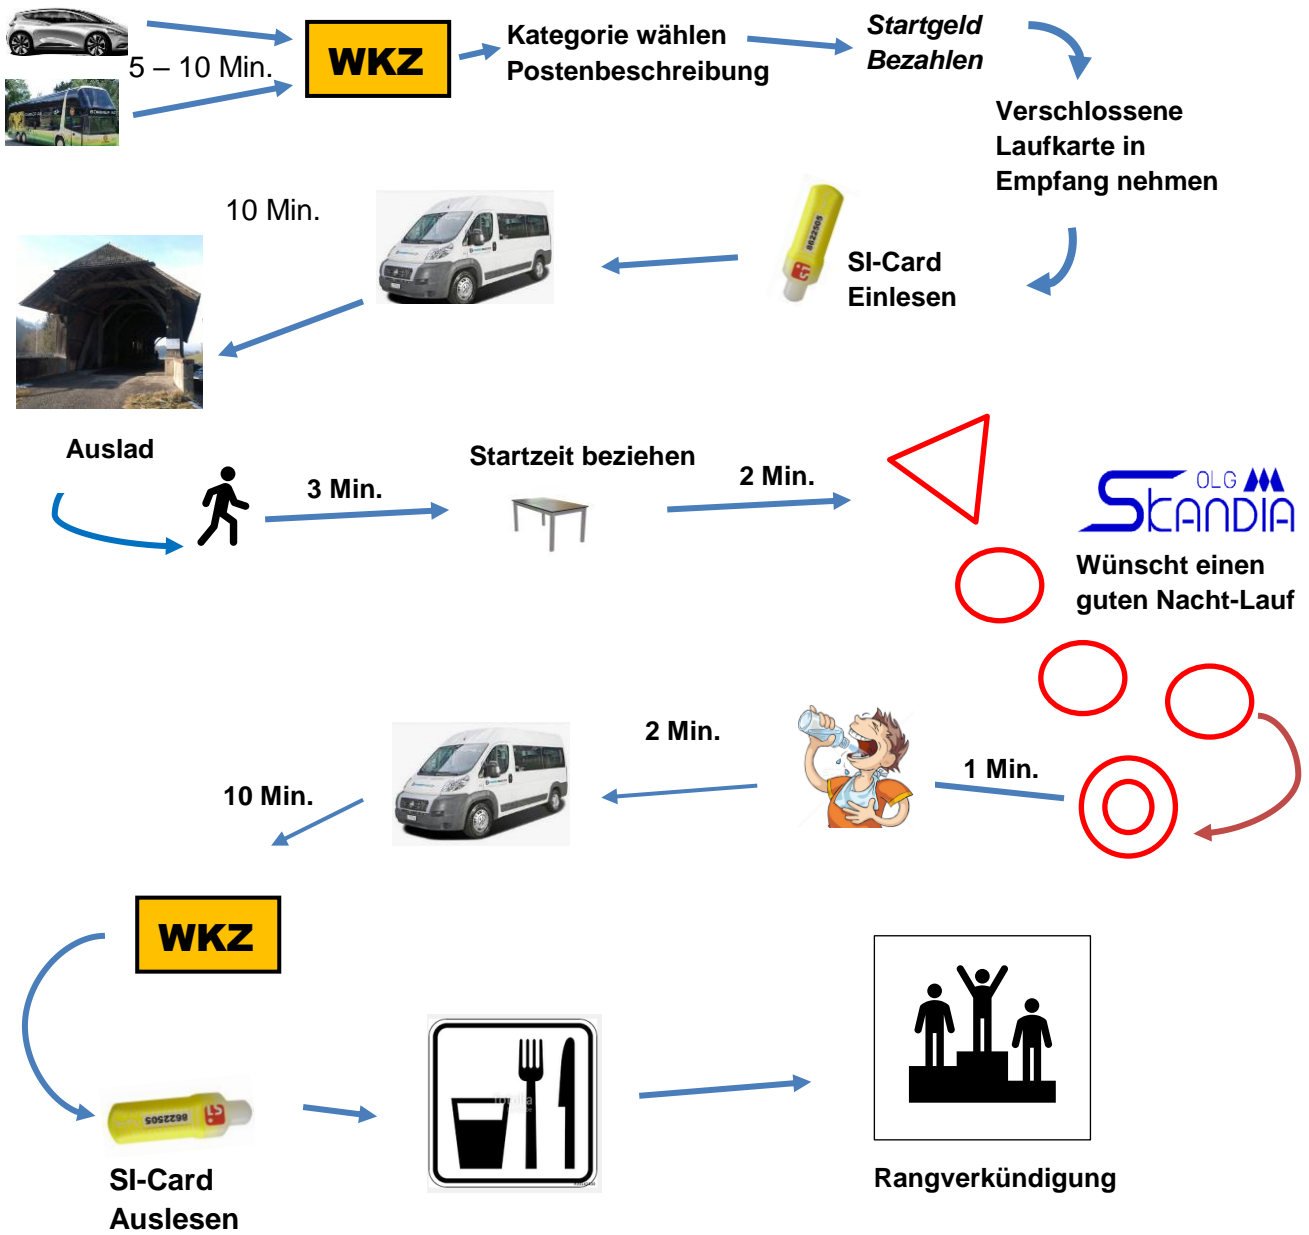 5 – 10 Min.
WKZ
Kategorie wählen
Postenbeschreibung
Startgeld
Bezahlen
Verschlossene
Laufkarte in
Empfang nehmen
8622505
SI-Card
Einlesen
10 Min.
Auslad
3 Min.
Startzeit beziehen
2 Min.
OLG
SKANDIA
Wünscht einen
guten Nacht-Lauf
1 Min.
2 Min.
10 Min.
WKZ
8622505
SI-Card
Auslesen
Rangverkündigung